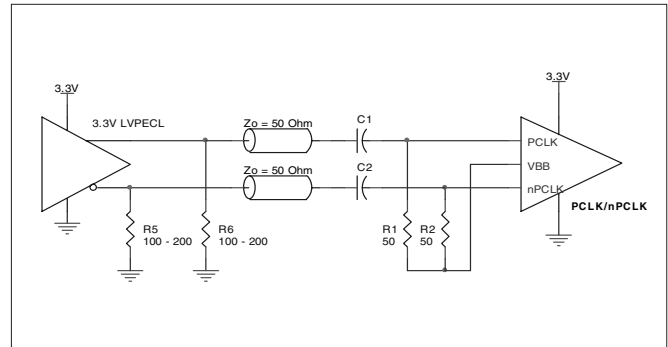 3.3V
3.3V
3.3V LVPECL
Zo = 50 Ohm
C1
PCLK
Zo = 50 Ohm
C2
VBB
nPCLK
PCLK/nPCLK
R5
100 - 200
R6
100 - 200
R1
50
R2
50